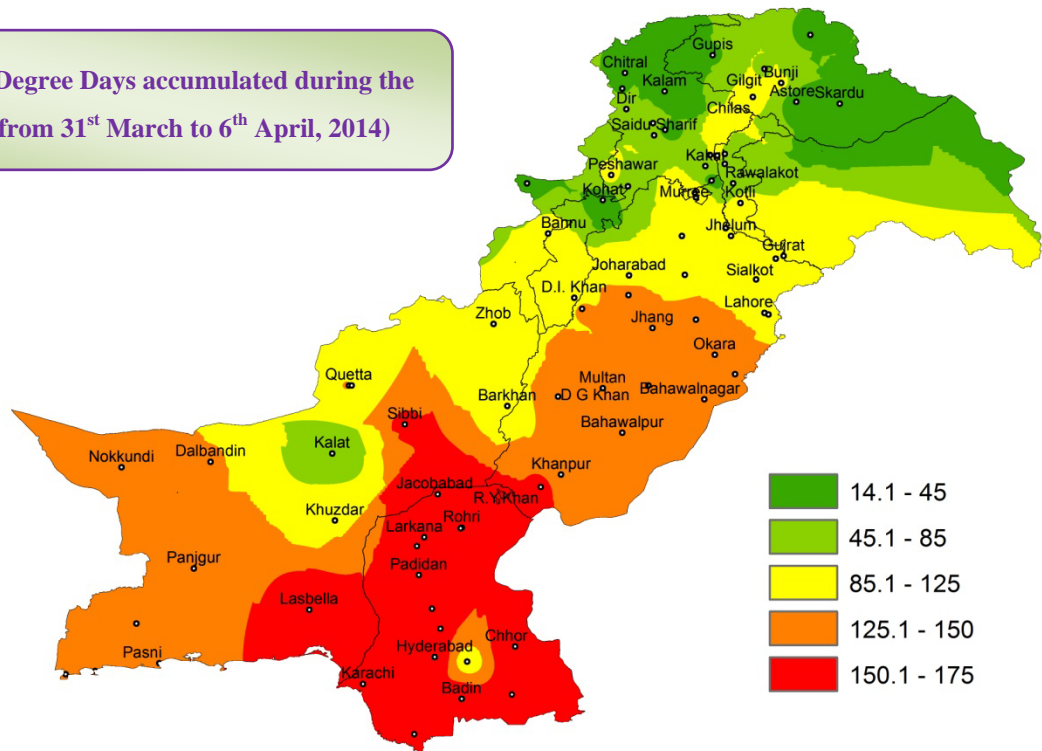 Degree Days accumulated during the
from 31st March to 6th April, 2014)
Gupis
Chitral
Kalam
Bunji
Gilgit
Astore
Skardu
Dir
Chilas
Saidu Sharif
Peshawar
Rawalakot
Kohat
Murree
Kotli
Bannu
Jhelum
Gujrat
Joharabad
Sialkot
D.I. Khan
Lahore
Zhob
Jhang
Okara
Quetta
Multan
Bahawalnagar
D G Khan
Barkhan
Sibbi
Bahawalpur
Kalat
Nokkundi
Dalbandin
Khanpur
Jacobabad
R.Y.Khan
Khuzdar
Rohri
Larkana
Panjgur
Padidan
Lasbella
Chhor
Hyderabad
Pasni
Karachi
Badin
14.1 - 45
45.1 - 85
85.1 - 125
125.1 - 150
150.1 - 175